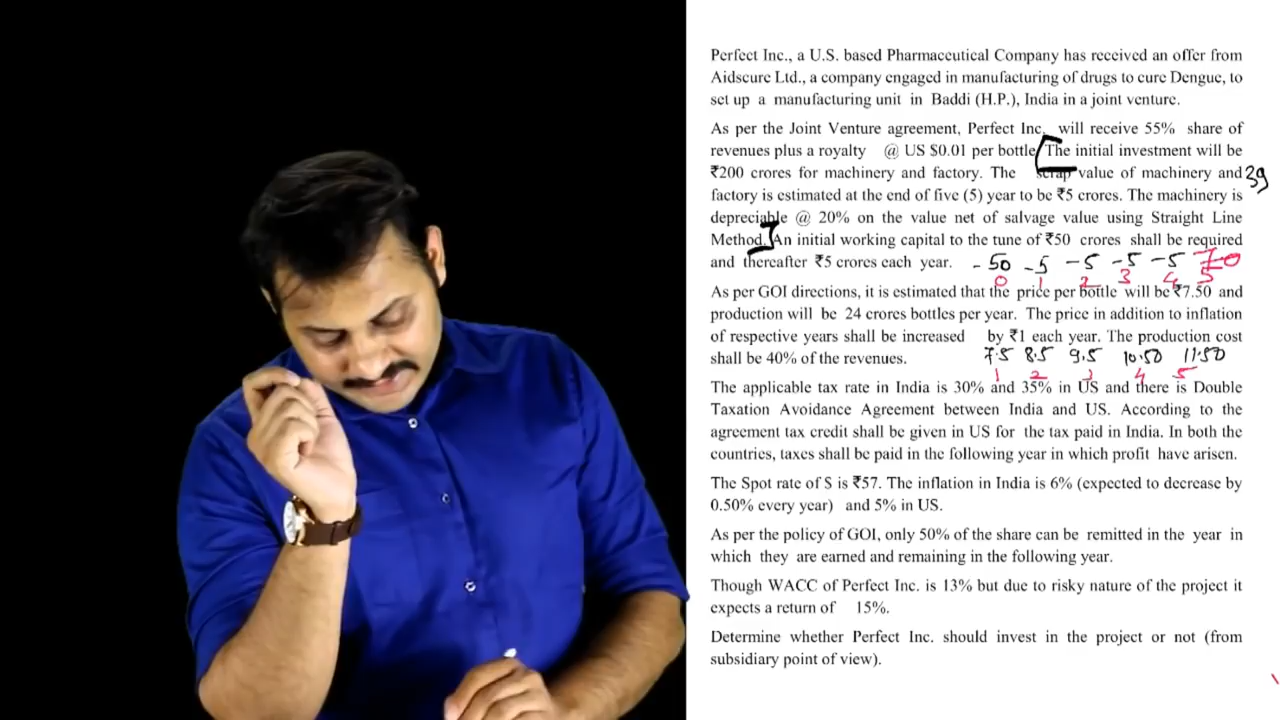 Perfect Inc., a U.S. based Pharmaceutical Company has received an offer from
Aidscure Ltd., a company engaged in manufacturing of drugs to cure Dengue, to
set up a manufacturing unit in Baddi (H.P.), India in a joint venture.
As per the Joint Venture agreement, Perfect Inc. will receive 55% share of
revenues plus a royalty @ US $0.01 per bottle. The initial investment will be
₹200 crores for machinery and factory. The scrap value of machinery and 39
factory is estimated at the end of five (5) year to be ₹5 crores. The machinery is
depreciable @ 20% on the value net of salvage value using Straight Line
Method. An initial working capital to the tune of ₹50 crores shall be required
and thereafter ₹5 crores each year. - 50 - 5 - 5 - 5 - 5 70
0 1 2 3 4 5
As per GOI directions, it is estimated that the price per bottle will be ₹7.50 and
production will be 24 crores bottles per year. The price in addition to inflation
of respective years shall be increased by ₹1 each year. The production cost
shall be 40% of the revenues. 7.5 8.5 9.5 10.50 11.50
1 2 3 4 5
The applicable tax rate in India is 30% and 35% in US and there is Double
Taxation Avoidance Agreement between India and US. According to the
agreement tax credit shall be given in US for the tax paid in India. In both the
countries, taxes shall be paid in the following year in which profit have arisen.
The Spot rate of $ is ₹57. The inflation in India is 6% (expected to decrease by
0.50% every year) and 5% in US.
As per the policy of GOI, only 50% of the share can be remitted in the year in
which they are earned and remaining in the following year.
Though WACC of Perfect Inc. is 13% but due to risky nature of the project it
expects a return of 15%.
Determine whether Perfect Inc. should invest in the project or not (from
subsidiary point of view).